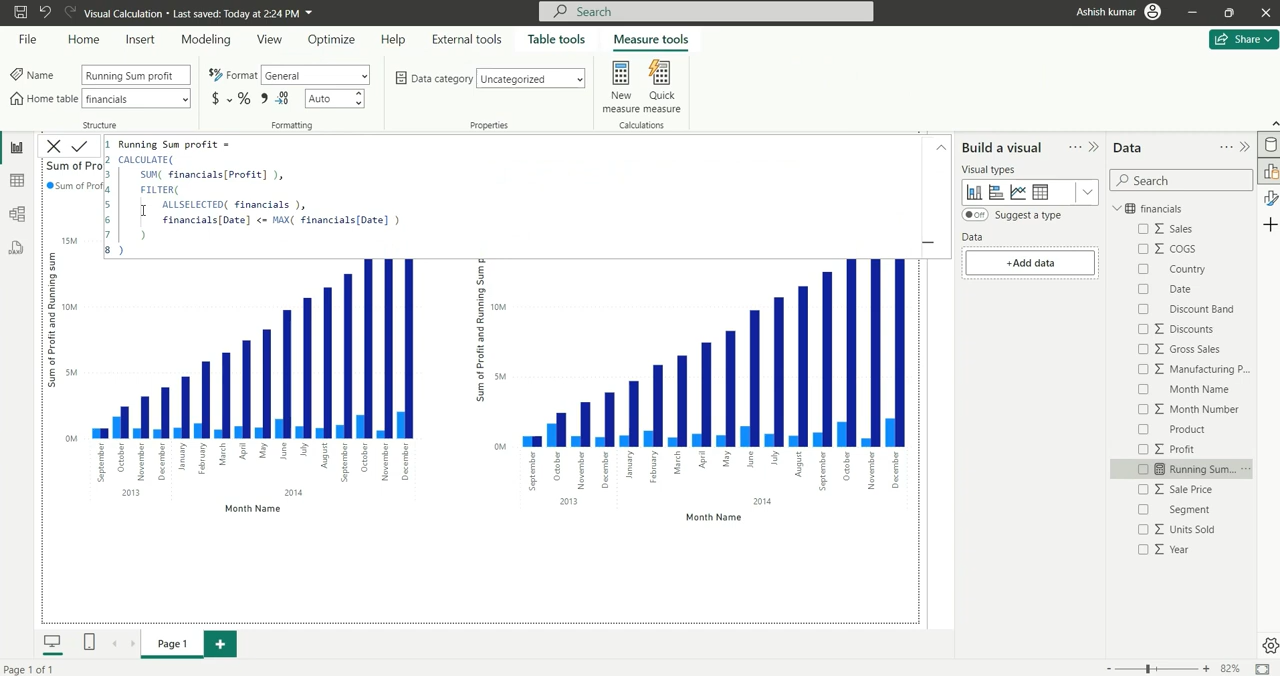 Visual Calculation • Last saved: Today at 2:24 PM
Search
Ashish kumar
File
Home
Insert
Modeling
View
Optimize
Help
External tools
Table tools
Measure tools
Share
Name
Running Sum profit
Home table
financials
Structure
$% Format
General
$
%
Auto
Formatting
Data category
Uncategorized
Properties
New measure
Quick measure
Calculations
1 Running Sum profit =
2 CALCULATE(
3 SUM( financials[Profit] ),
4 FILTER(
5 ALLSELECTED( financials ),
6 financials[Date] <= MAX( financials[Date] )
7 )
8 )
Sum of Pro
Sum of Prof
Sum of Profit and Running sum
15M
10M
5M
0M
September
October
November
December
January
February
March
April
May
June
July
August
September
October
November
December
2013
2014
Month Name
Sum of Profit and Running Sum p
10M
5M
0M
September
October
November
December
January
February
March
April
May
June
July
August
September
October
November
December
2013
2014
Month Name
Build a visual
Visual types
Off
Suggest a type
Data
+Add data
Data
Search
financials
Sales
COGS
Country
Date
Discount Band
Discounts
Gross Sales
Manufacturing P...
Month Name
Month Number
Product
Profit
Running Sum...
Sale Price
Segment
Units Sold
Year
Page 1
Page 1 of 1
82%